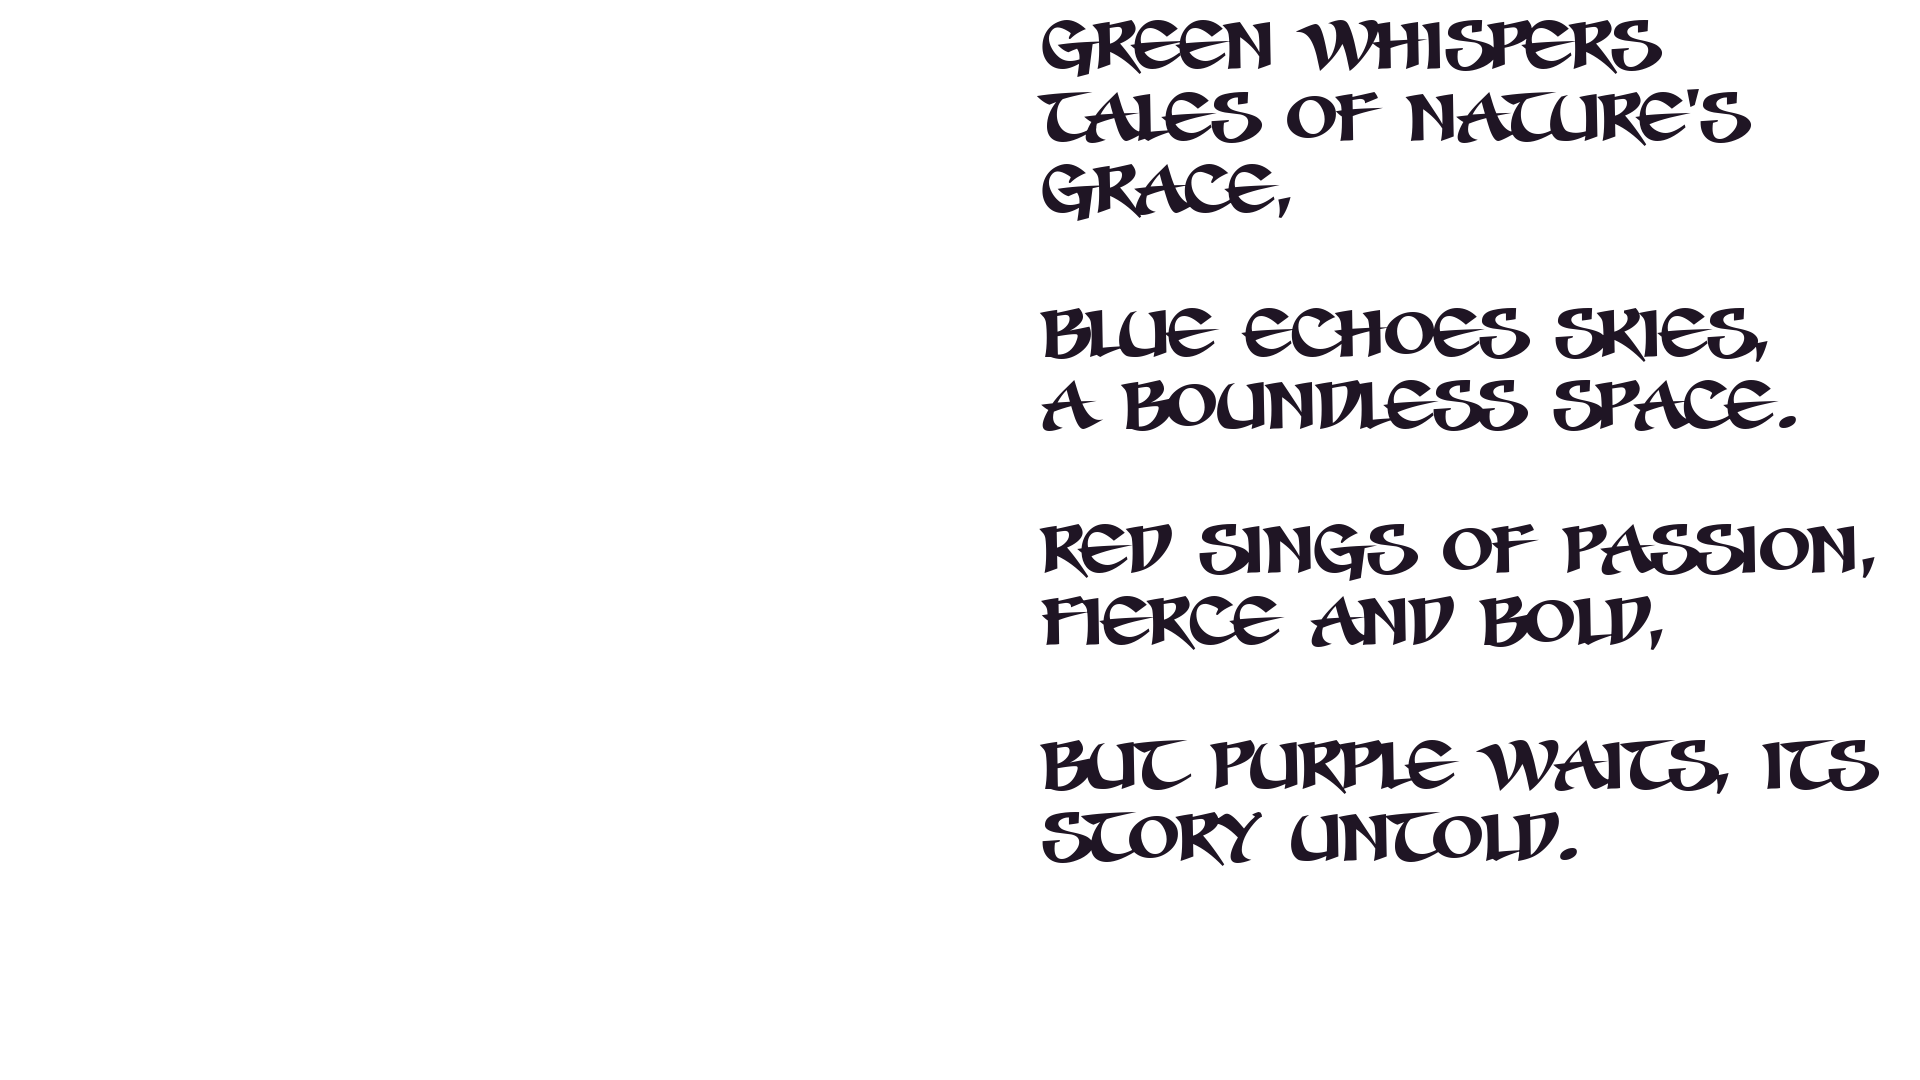 GREEN WHISPERS
TALES OF NATURE'S
GRACE,
BLUE ECHOES SKIES,
A BOUNDLESS SPACE.
RED SINGS OF PASSION,
FIERCE AND BOLD,
BUT PURPLE WAITS, ITS
STORY UNTOLD.